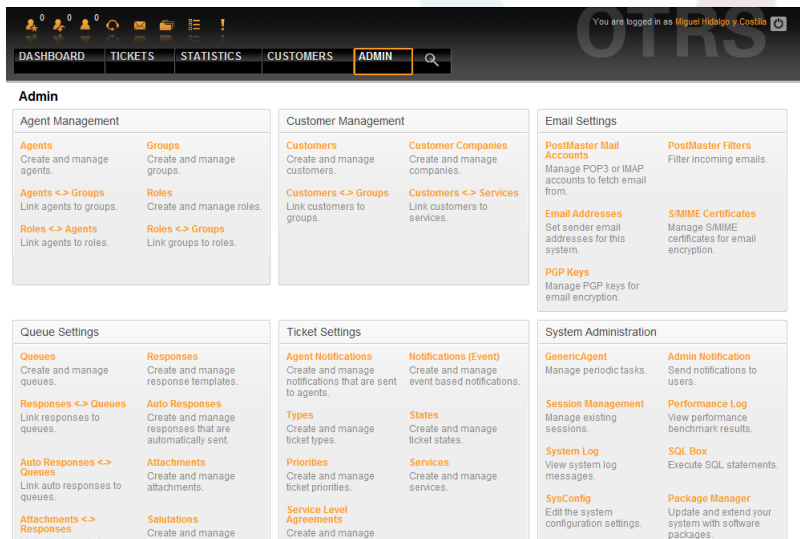 0 0 0
You are logged in as Miguel Hidalgo y Costilla
OTRS
DASHBOARD TICKETS STATISTICS CUSTOMERS ADMIN
Admin
Agent Management
Agents
Create and manage
agents.
Groups
Create and manage
groups.
Agents <-> Groups
Link agents to groups.
Roles
Create and manage roles.
Roles <-> Agents
Link agents to roles.
Roles <-> Groups
Link groups to roles.
Customer Management
Customers
Create and manage
customers.
Customer Companies
Create and manage
companies.
Customers <-> Groups
Link customers to
groups.
Customers <-> Services
Link customers to
services.
Email Settings
PostMaster Mail
Accounts
Manage POP3 or IMAP
accounts to fetch email
from.
PostMaster Filters
Filter incoming emails.
Email Addresses
Set sender email
addresses for this
system.
S/MIME Certificates
Manage S/MIME
certificates for email
encryption.
PGP Keys
Manage PGP keys for
email encryption.
Queue Settings
Queues
Create and manage
queues.
Responses
Create and manage
response templates.
Responses <-> Queues
Link responses to
queues.
Auto Responses
Create and manage
responses that are
automatically sent.
Auto Responses <->
Queues
Link auto responses to
queues.
Attachments
Create and manage
attachments.
Attachments <->
Responses
Salutations
Create and manage
Ticket Settings
Agent Notifications
Create and manage
notifications that are sent
to agents.
Notifications (Event)
Create and manage
event based notifications.
Types
Create and manage
ticket types.
States
Create and manage
ticket states.
Priorities
Create and manage
ticket priorities.
Services
Create and manage
services.
Service Level
Agreements
Create and manage
System Administration
GenericAgent
Manage periodic tasks.
Admin Notification
Send notifications to
users.
Session Management
Manage existing
sessions.
Performance Log
View performance
benchmark results.
System Log
View system log
messages.
SQL Box
Execute SQL statements.
SysConfig
Edit the system
configuration settings.
Package Manager
Update and extend your
system with software
packages.